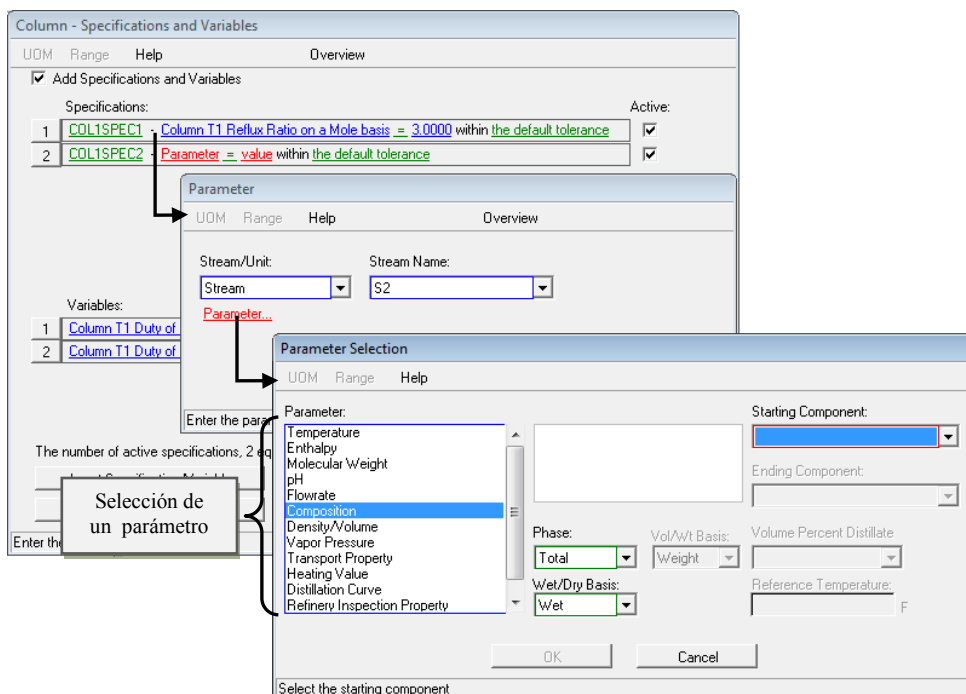 Column - Specifications and Variables
UOM Range Help Overview
Add Specifications and Variables
Specifications: Active:
1 COL1SPEC1 - Column T1 Reflux Ratio on a Mole basis = 3.0000 within the default tolerance
2 COL1SPEC2 - Parameter = value within the default tolerance
Parameter
UOM Range Help Overview
Stream/Unit: Stream Name:
Stream S2
Parameter...
Variables:
1 Column T1 Duty of
2 Column T1 Duty of
Parameter Selection
UOM Range Help
Enter the para
Parameter: Starting Component:
Temperature
Enthalpy
Molecular Weight
pH
Flowrate
Composition
Density/Volume
Vapor Pressure
Transport Property
Heating Value
Distillation Curve
Refinery Inspection Property
Ending Component:
Phase: Vol/Wt Basis: Volume Percent Distillate
Total Weight
Wet/Dry Basis: Reference Temperature:
Wet F
The number of active specifications, 2 eq
Selección de
un parámetro
Enter th
OK Cancel
Select the starting component